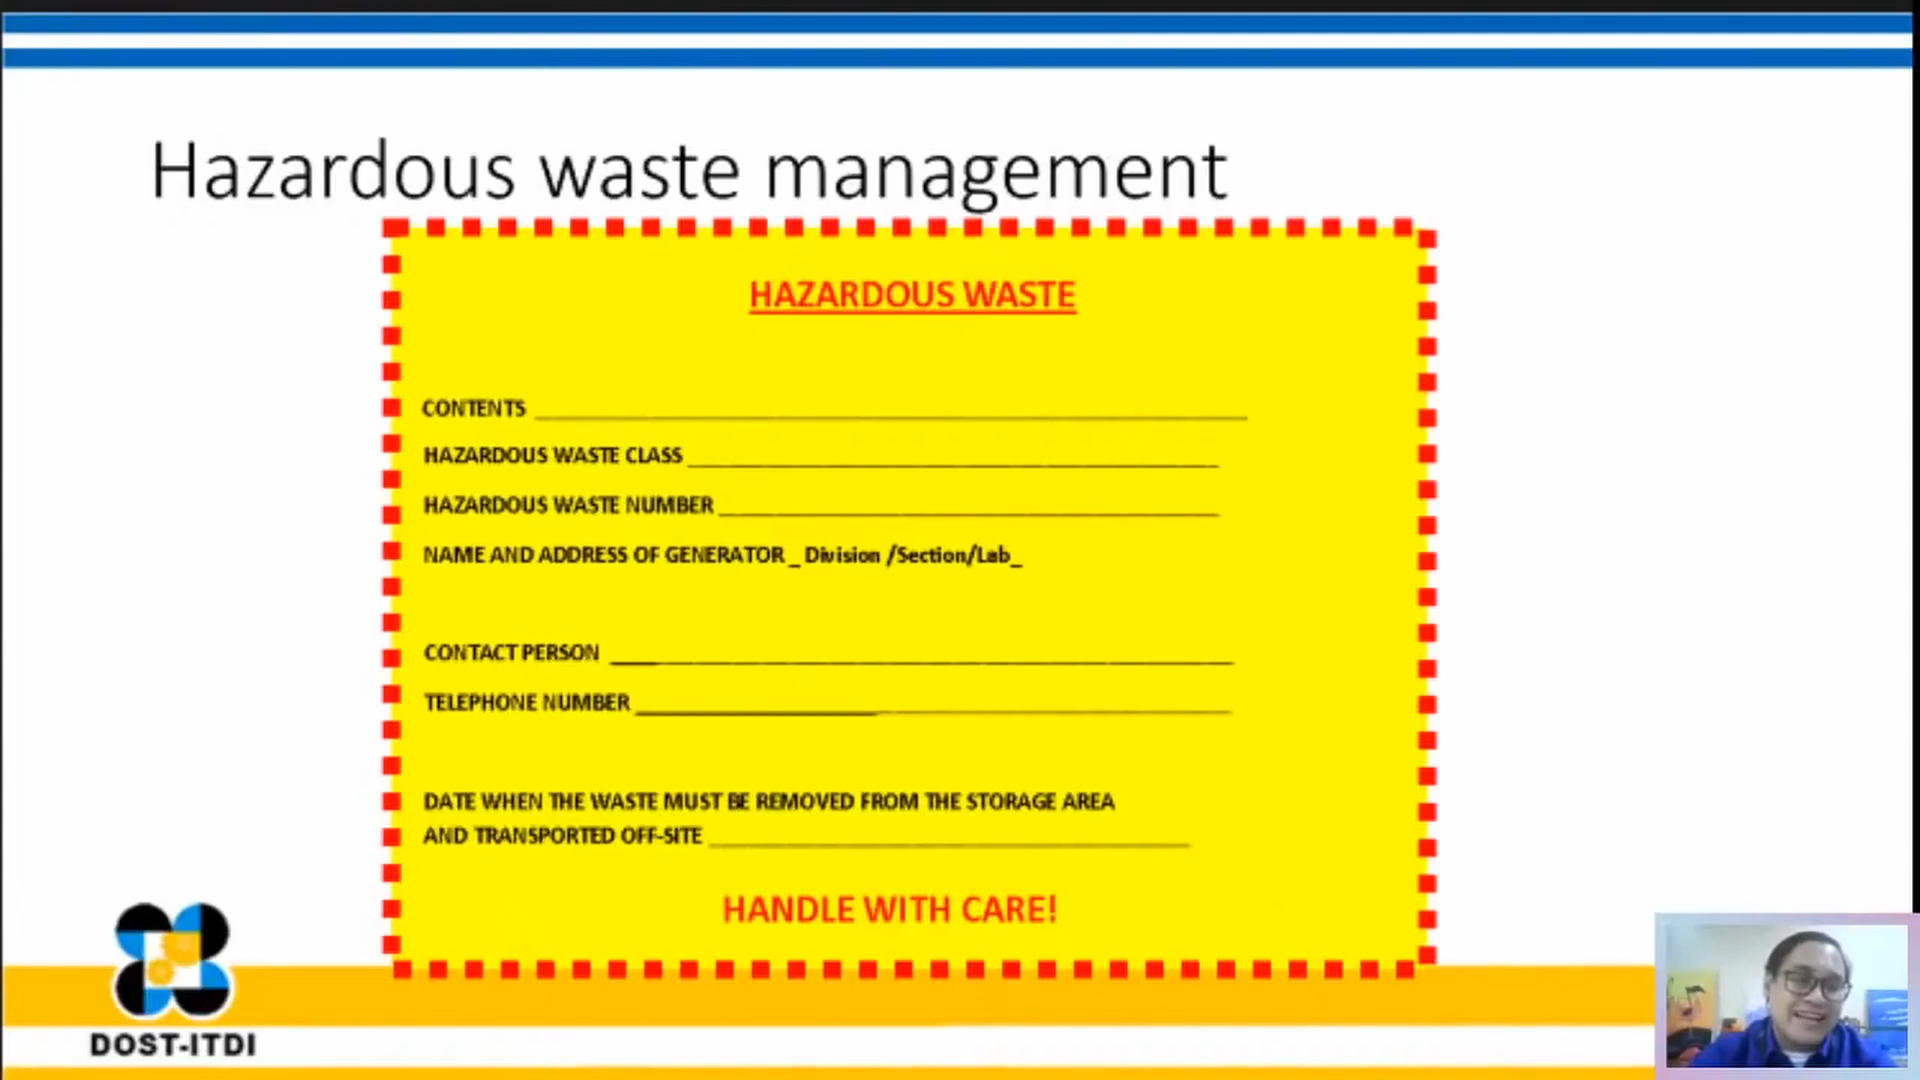 Hazardous waste management
HAZARDOUS WASTE
CONTENTS
HAZARDOUS WASTE CLASS
HAZARDOUS WASTE NUMBER
NAME AND ADDRESS OF GENERATOR _ Division /Section/Lab_
CONTACT PERSON
TELEPHONE NUMBER
DATE WHEN THE WASTE MUST BE REMOVED FROM THE STORAGE AREA
AND TRANSPORTED OFF-SITE
HANDLE WITH CARE!
DOST-ITDI